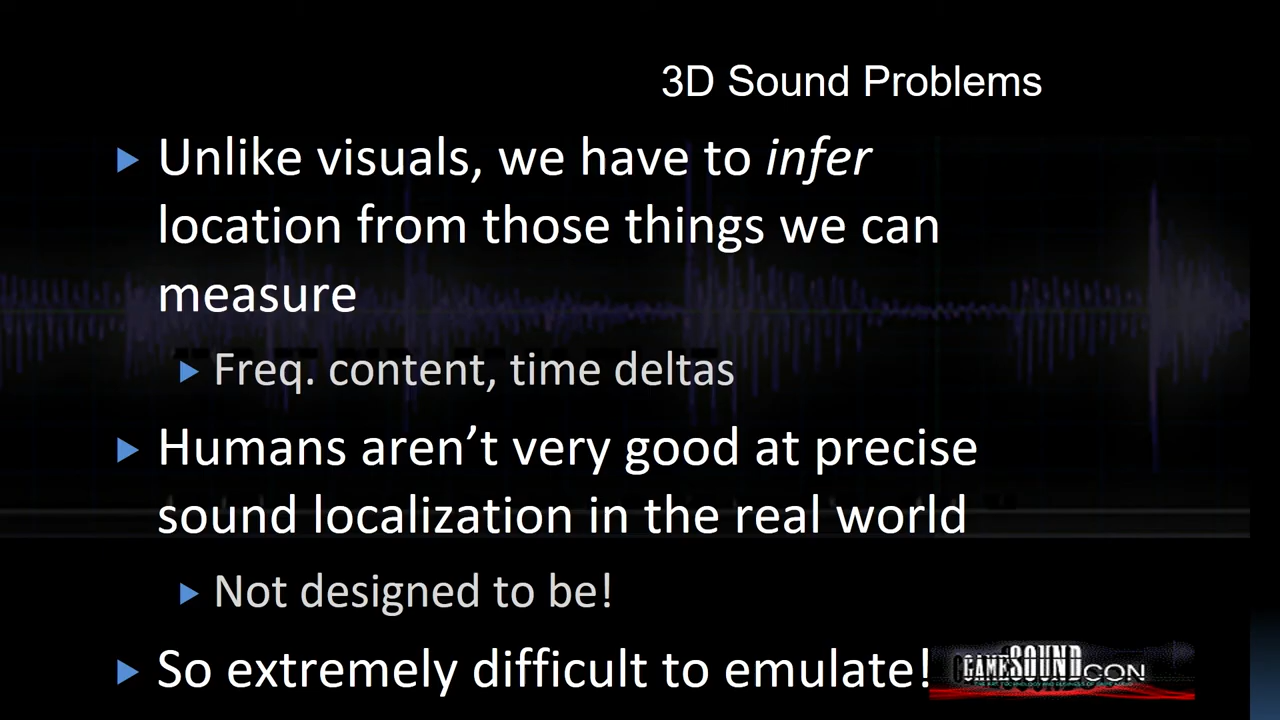 3D Sound Problems
Unlike visuals, we have to infer
location from those things we can
measure
Freq. content, time deltas
Humans aren’t very good at precise
sound localization in the real world
Not designed to be!
So extremely difficult to emulate!
GAMESOUNDCON